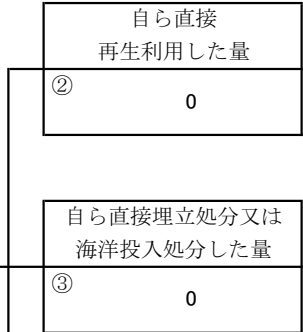 自ら直接
再生利用した量
②
0
自ら直接埋立処分又は
海洋投入処分した量
③
0